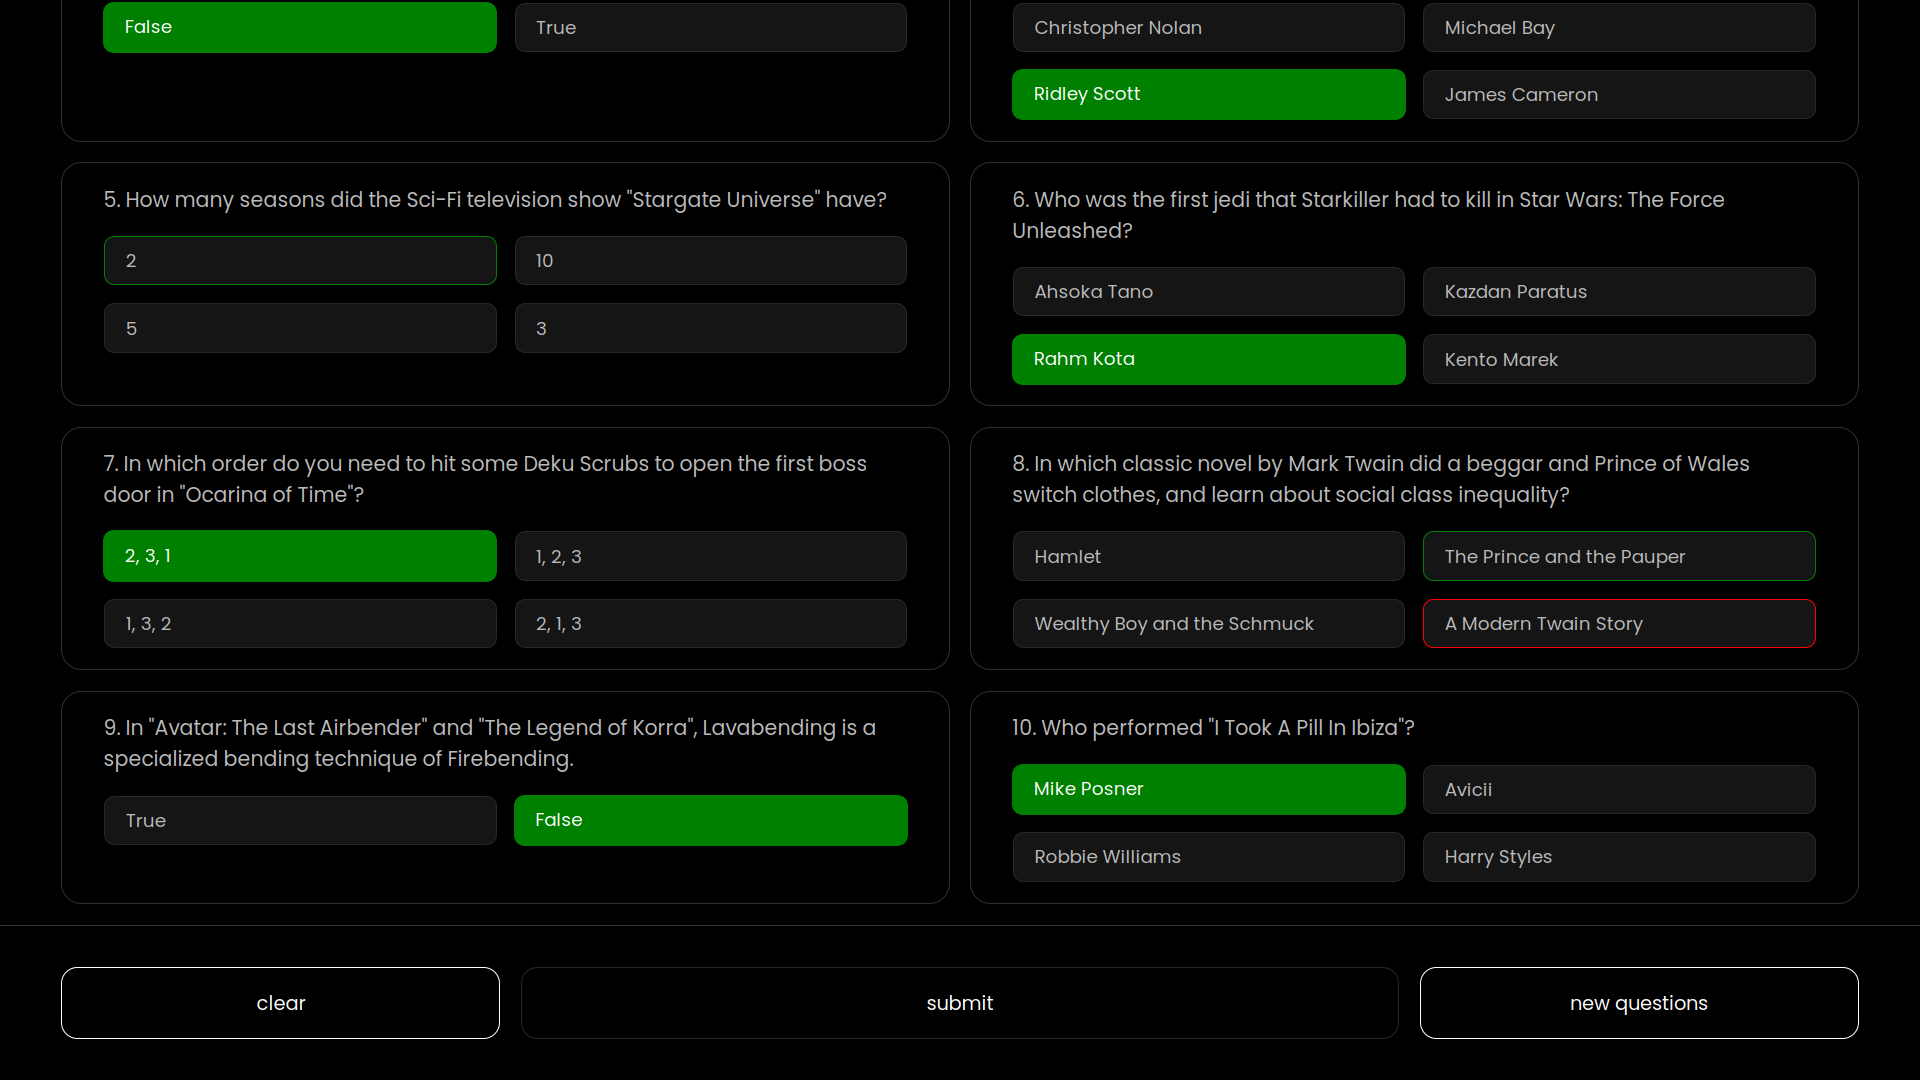 False
True
Christopher Nolan
Michael Bay
Ridley Scott
James Cameron
5. How many seasons did the Sci-Fi television show "Stargate Universe" have?
2
10
5
3
6. Who was the first jedi that Starkiller had to kill in Star Wars: The Force
Unleashed?
Ahsoka Tano
Kazdan Paratus
Rahm Kota
Kento Marek
7. In which order do you need to hit some Deku Scrubs to open the first boss
door in "Ocarina of Time"?
2, 3, 1
1, 2, 3
1, 3, 2
2, 1, 3
8. In which classic novel by Mark Twain did a beggar and Prince of Wales
switch clothes, and learn about social class inequality?
Hamlet
The Prince and the Pauper
Wealthy Boy and the Schmuck
A Modern Twain Story
9. In "Avatar: The Last Airbender" and "The Legend of Korra", Lavabending is a
specialized bending technique of Firebending.
True
False
10. Who performed "I Took A Pill In Ibiza"?
Mike Posner
Avicii
Robbie Williams
Harry Styles
clear
submit
new questions